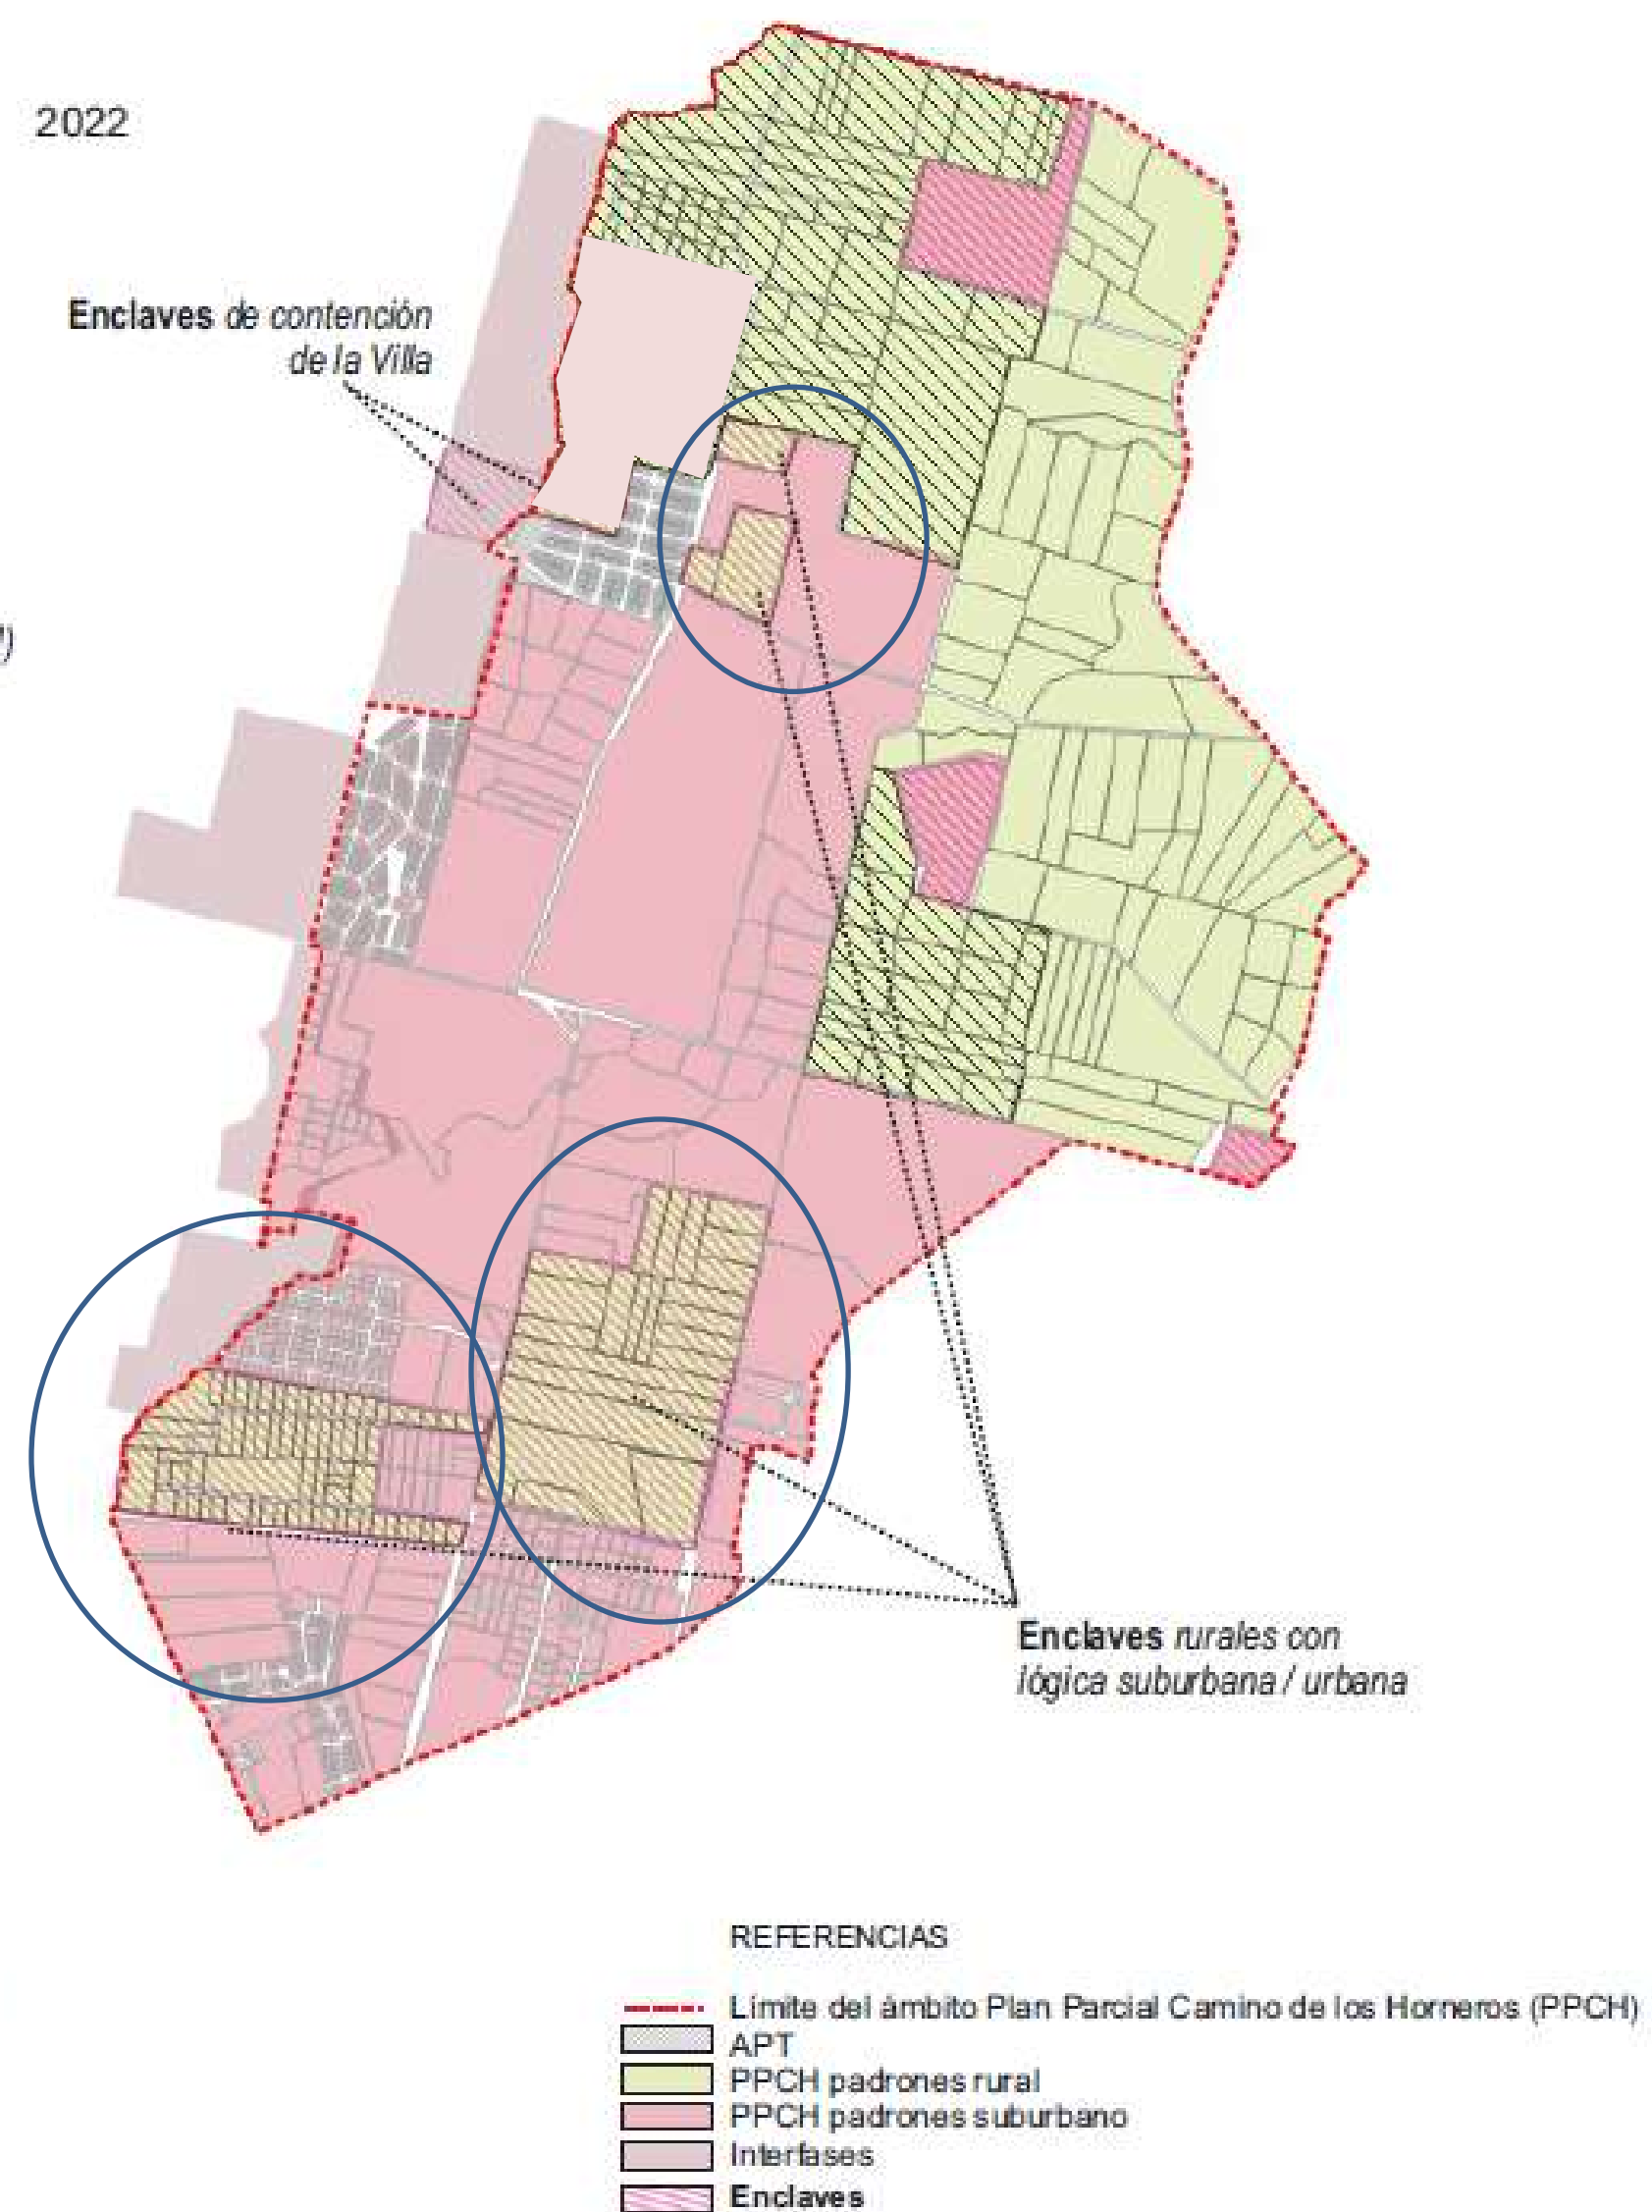 2022
Enclaves de contención
de la Villa
)
Enclaves rurales con
lógica suburbana / urbana
REFERENCIAS
Límite del ámbito Plan Parcial Camino de los Horneros (PPCH)
APT
PPCH padrones rural
PPCH padrones suburbano
Interfases
Enclaves